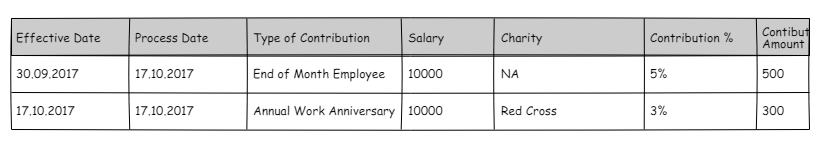 Effective Date Process Date Type of Contribution Salary Charity Contribution % Contibut
Amount
30.09.2017 17.10.2017 End of Month Employee 10000 NA 5% 500
17.10.2017 17.10.2017 Annual Work Anniversary 10000 Red Cross 3% 300